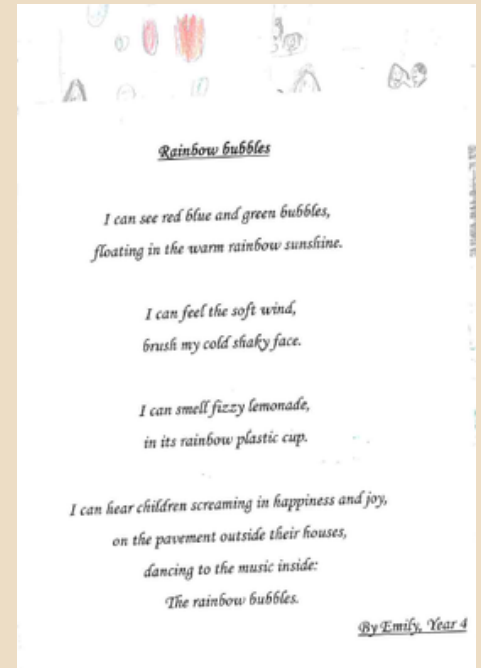 Rainbow bubbles
I can see red blue and green bubbles,
floating in the warm rainbow sunshine.
I can feel the soft wind,
brush my cold shaky face.
I can smell fizzy lemonade,
in its rainbow plastic cup.
I can hear children screaming in happiness and joy,
on the pavement outside their houses,
dancing to the music inside:
The rainbow bubbles.
By Emily, Year 4